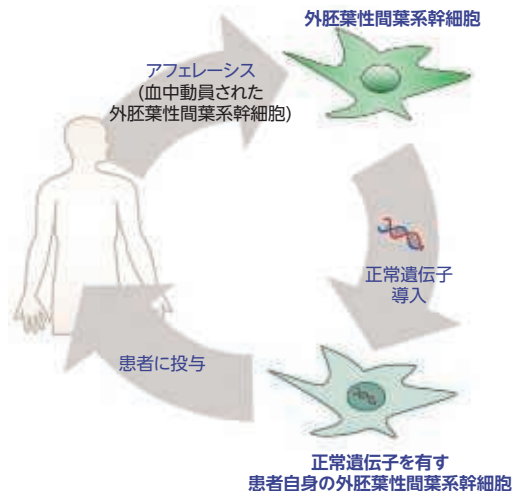 外胚葉性間葉系幹細胞
アフェレーシス
(血中動員された
外胚葉性間葉系幹細胞)
正常遺伝子
導入
患者に投与
正常遺伝子を有す
患者自身の外胚葉性間葉系幹細胞